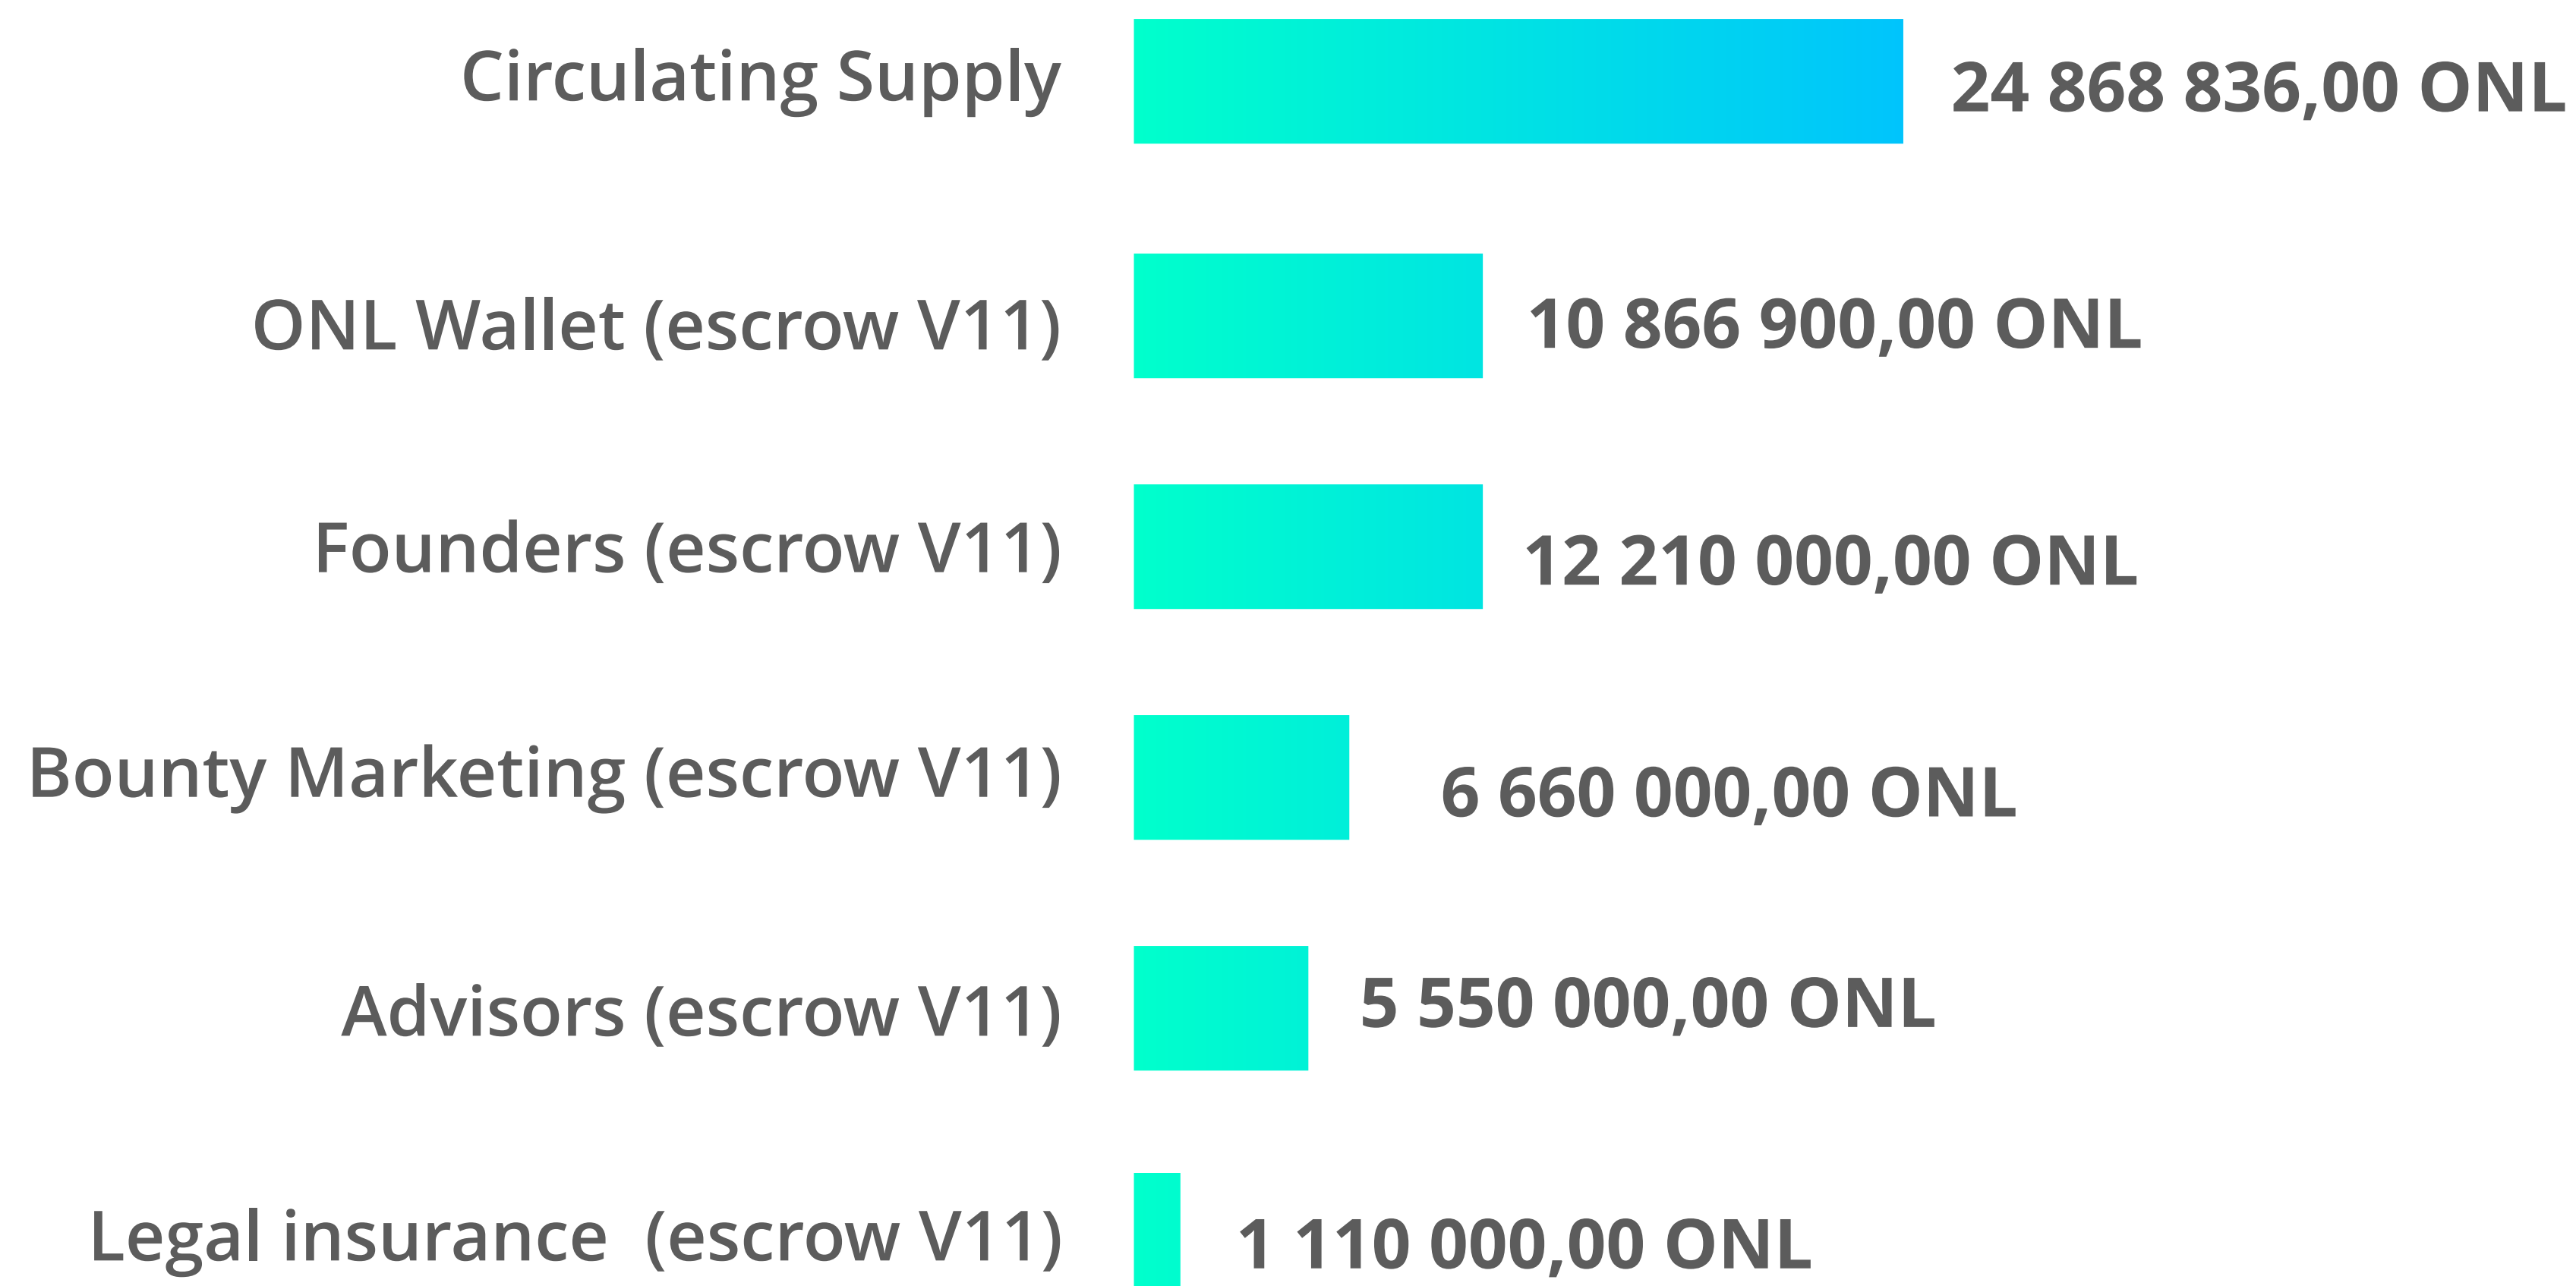 Circulating Supply 24 868 836,00 ONL
ONL Wallet (escrow V11) 10 866 900,00 ONL
Founders (escrow V11) 12 210 000,00 ONL
Bounty Marketing (escrow V11) 6 660 000,00 ONL
Advisors (escrow V11) 5 550 000,00 ONL
Legal insurance  (escrow V11) 1 110 000,00 ONL